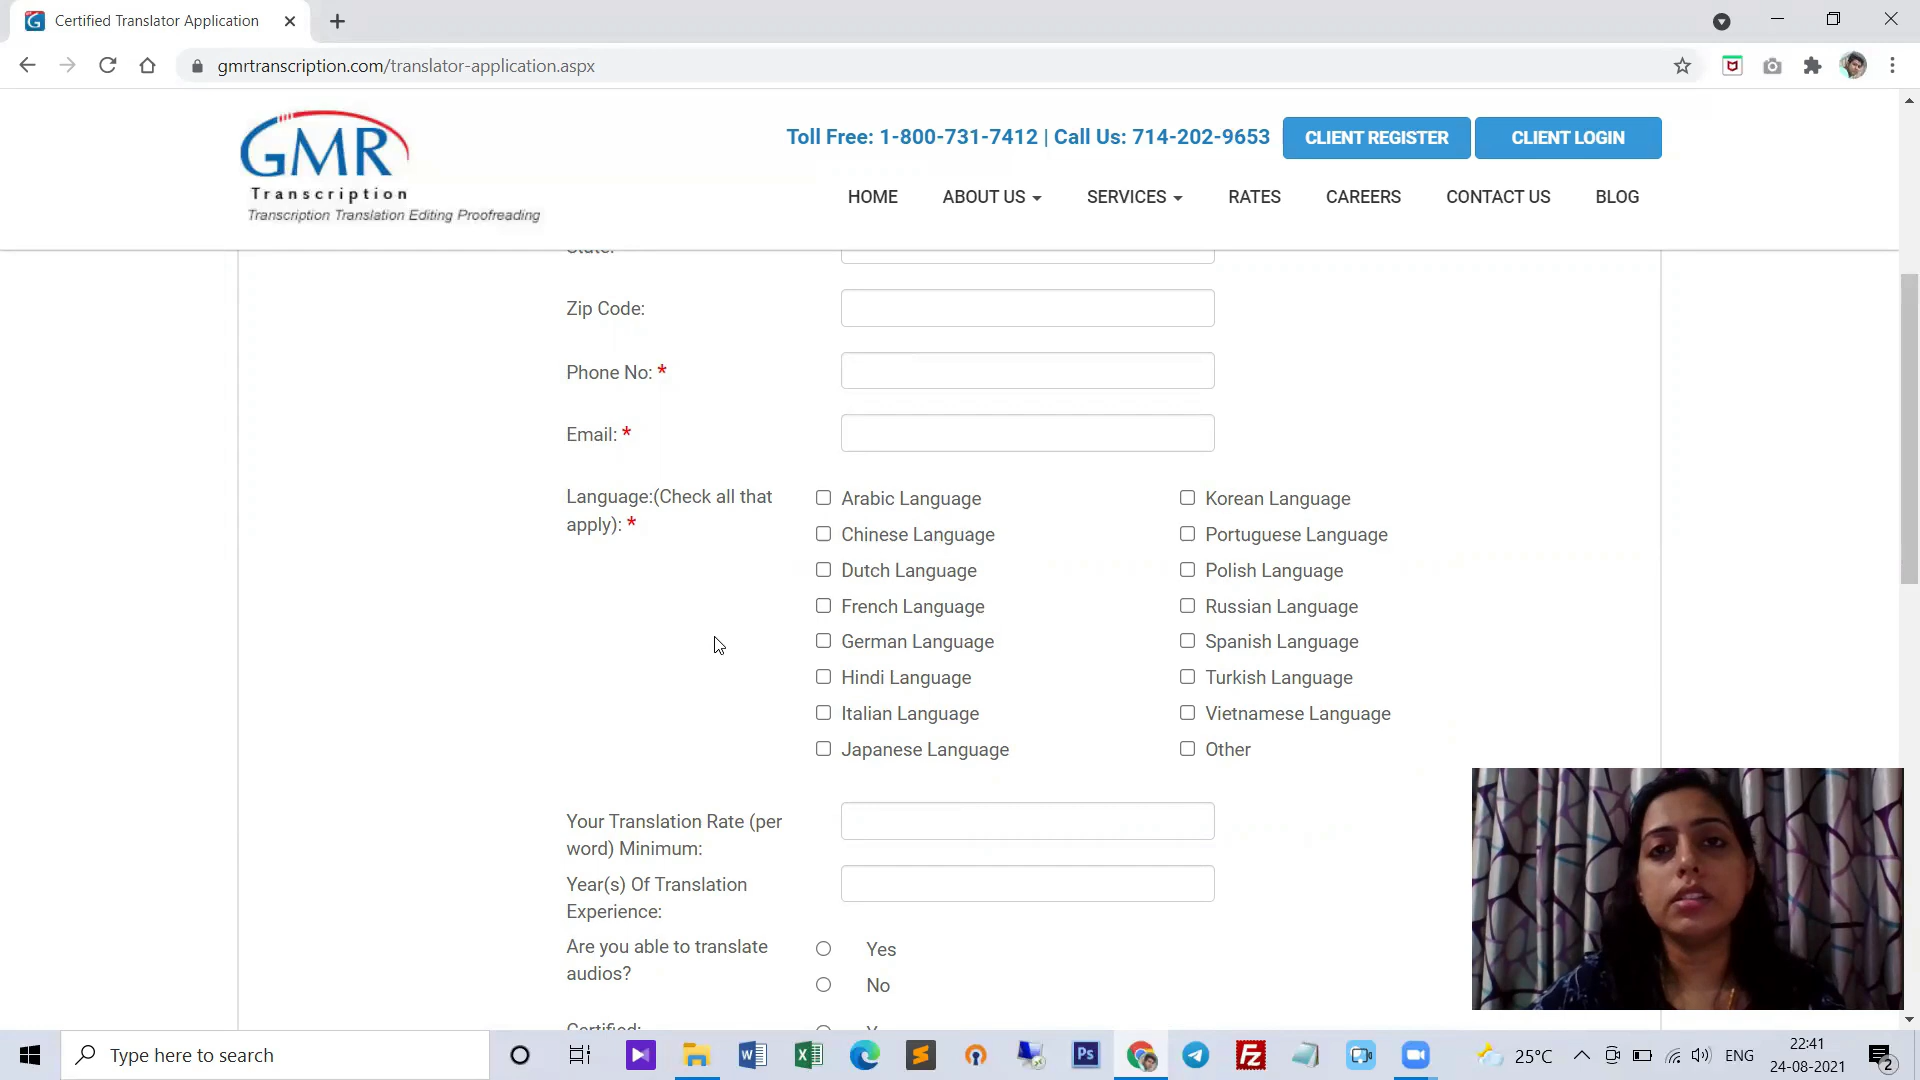 Certified Translator Application
gmrtranscription.com/translator-application.aspx
GMR
Transcription
Transcription Translation Editing Proofreading
Toll Free: 1-800-731-7412 | Call Us: 714-202-9653
CLIENT REGISTER
CLIENT LOGIN
HOME
ABOUT US
SERVICES
RATES
CAREERS
CONTACT US
BLOG
Zip Code:
Phone No: *
Email: *
Language:(Check all that
apply): *
Arabic Language
Korean Language
Chinese Language
Portuguese Language
Dutch Language
Polish Language
French Language
Russian Language
German Language
Spanish Language
Hindi Language
Turkish Language
Italian Language
Vietnamese Language
Japanese Language
Other
Your Translation Rate (per
word) Minimum:
Year(s) Of Translation
Experience:
Are you able to translate
audios?
Yes
No
Certified:
Type here to search
W
X
Ps
Fz
25°C
ENG
22:41
24-08-2021
2